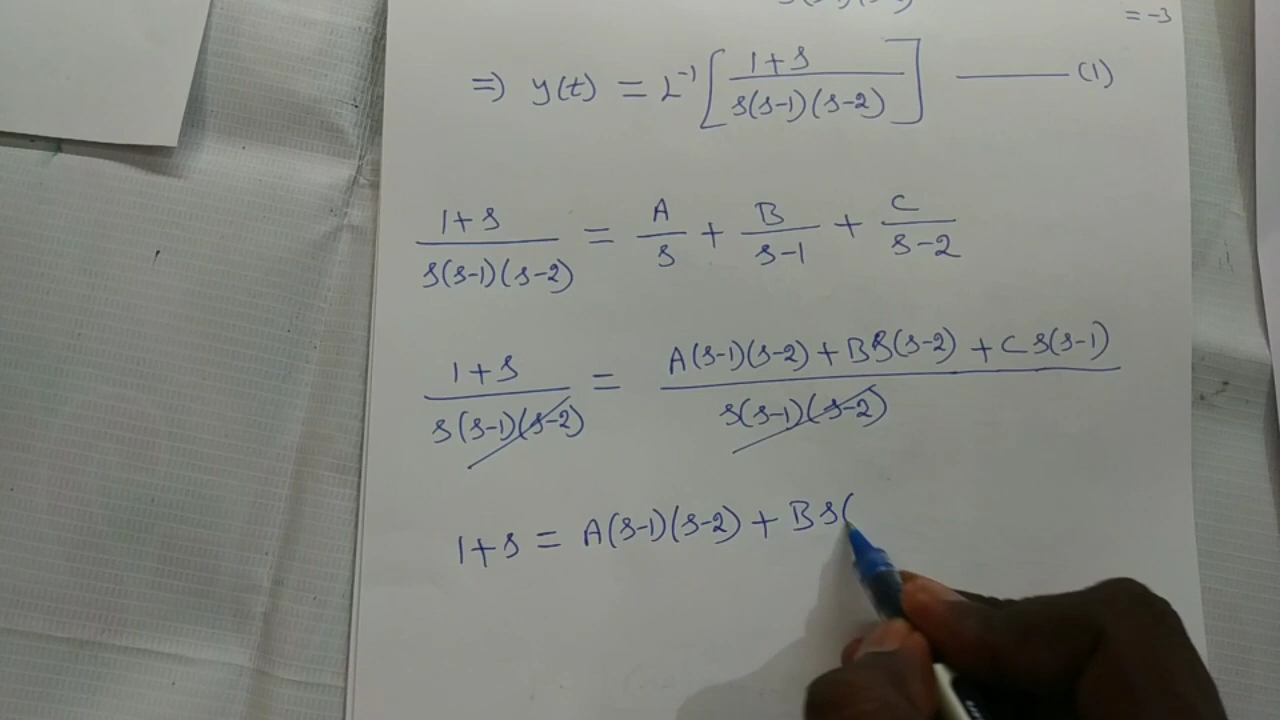 = -3
=> y(t) = L⁻¹[(1+s)/(s(s-1)(s-2))] ——— (1)
(1+s)/(s(s-1)(s-2)) = A/s + B/(s-1) + C/(s-2)
(1+s)/(s(s-1)(s-2)) = (A(s-1)(s-2) + Bs(s-2) + Cs(s-1))/(s(s-1)(s-2))
1+s = A(s-1)(s-2) + Bs(